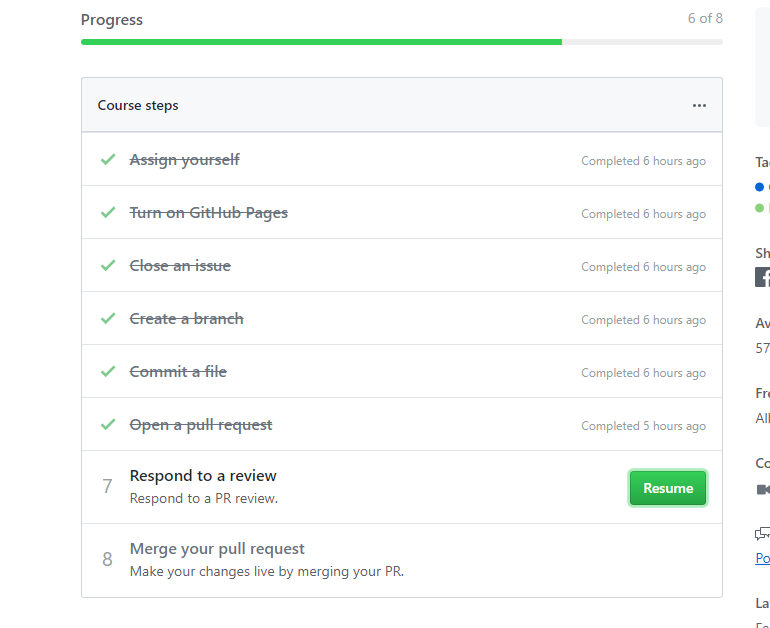 Progress
6 of 8
Course steps
Assign yourself
Completed 6 hours ago
Turn on GitHub Pages
Completed 6 hours ago
Close an issue
Completed 6 hours ago
Create a branch
Completed 6 hours ago
Commit a file
Completed 6 hours ago
Open a pull request
Completed 5 hours ago
7
Respond to a review
Respond to a PR review.
Resume
8
Merge your pull request
Make your changes live by merging your PR.
Ta
Sh
Av
57
Fre
All
Co
Po
La